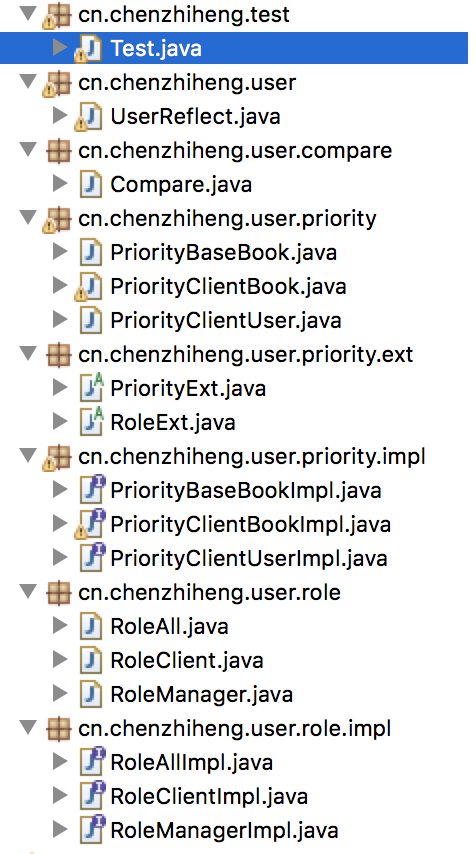 cn.chenzhiheng.test
Test.java
cn.chenzhiheng.user
UserReflect.java
cn.chenzhiheng.user.compare
Compare.java
cn.chenzhiheng.user.priority
PriorityBaseBook.java
PriorityClientBook.java
PriorityClientUser.java
cn.chenzhiheng.user.priority.ext
PriorityExt.java
RoleExt.java
cn.chenzhiheng.user.priority.impl
PriorityBaseBookImpl.java
PriorityClientBookImpl.java
PriorityClientUserImpl.java
cn.chenzhiheng.user.role
RoleAll.java
RoleClient.java
RoleManager.java
cn.chenzhiheng.user.role.impl
RoleAllImpl.java
RoleClientImpl.java
RoleManagerImpl.java